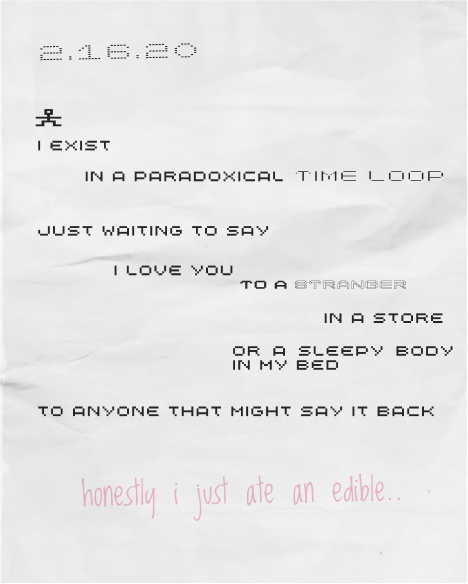 2.16.20
I EXIST
IN A PARADOXICAL TIME LOOP
JUST WAITING TO SAY
I LOVE YOU
TO A STRANGER
IN A STORE
OR A SLEEPY BODY
IN MY BED
TO ANYONE THAT MIGHT SAY IT BACK
honestly i just ate an edible..